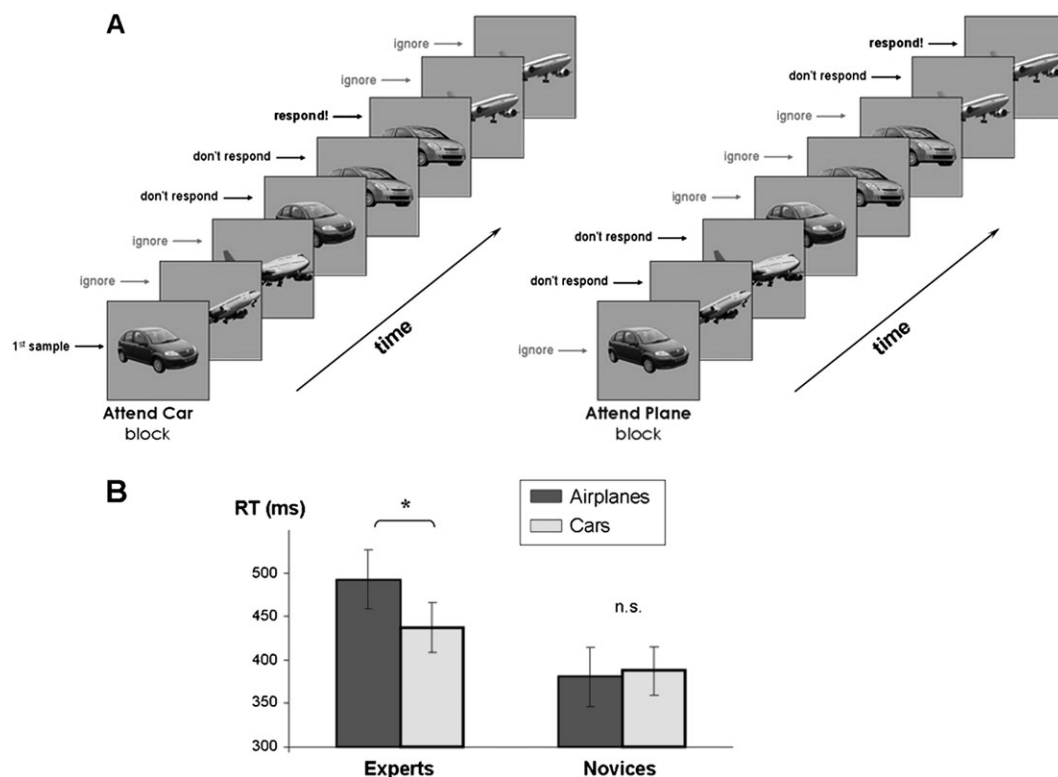 A
ignore
ignore
respond!
don't respond
don't respond
ignore
ignore
1st sample
time
Attend Car
block
respond!
don't respond
ignore
ignore
ignore
don't respond
don't respond
ignore
time
Attend Plane
block
B
RT (ms)
Airplanes
Cars
*
n.s.
500
450
400
350
300
Experts
Novices